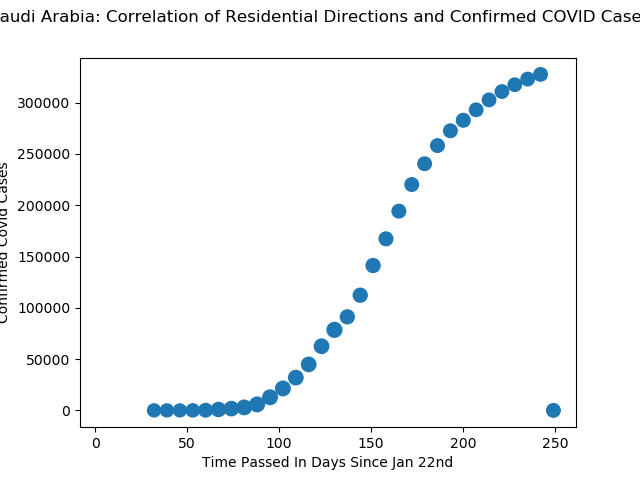 audi Arabia: Correlation of Residential Directions and Confirmed COVID Case
300000
250000
200000
150000
100000
50000
0
Confirmed Covid Cases
0 50 100 150 200 250
Time Passed In Days Since Jan 22nd